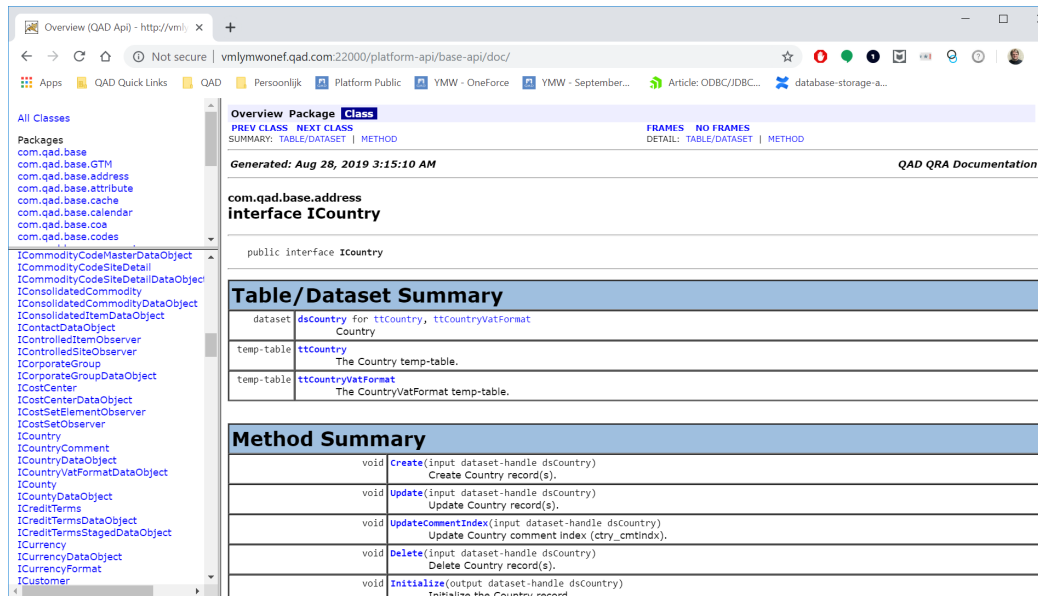 Overview (QAD Api) - http://vmly
Not secure | vmlymwonef.qad.com:22000/platform-api/base-api/doc/
Apps QAD Quick Links QAD Persoonlijk Platform Public YMW - OneForce YMW - September... Article: ODBC/JDBC... database-storage-a...
All Classes
Packages
com.qad.base
com.qad.base.GTM
com.qad.base.address
com.qad.base.attribute
com.qad.base.cache
com.qad.base.calendar
com.qad.base.coa
com.qad.base.codes
ICommodityCodeMasterDataObject
ICommodityCodeSiteDetail
ICommodityCodeSiteDetailDataObject
IConsolidatedCommodity
IConsolidatedCommodityDataObject
IConsolidatedItemDataObject
IContactDataObject
IControlledItemObserver
IControlledSiteObserver
ICorporateGroup
ICorporateGroupDataObject
ICostCenter
ICostCenterDataObject
ICostSetElementObserver
ICostSetObserver
ICountry
ICountryComment
ICountryDataObject
ICountryVatFormatDataObject
ICounty
ICountyDataObject
ICreditTerms
ICreditTermsDataObject
ICreditTermsStagedDataObject
ICurrency
ICurrencyDataObject
ICurrencyFormat
ICustomer
Overview Package Class
PREV CLASS NEXT CLASS FRAMES NO FRAMES
SUMMARY: TABLE/DATASET | METHOD DETAIL: TABLE/DATASET | METHOD
Generated: Aug 28, 2019 3:15:10 AM QAD QRA Documentation
com.qad.base.address
interface ICountry
public interface ICountry
Table/Dataset Summary
dataset dsCountry for ttCountry, ttCountryVatFormat
Country
temp-table ttCountry
The Country temp-table.
temp-table ttCountryVatFormat
The CountryVatFormat temp-table.
Method Summary
void Create(input dataset-handle dsCountry)
Create Country record(s).
void Update(input dataset-handle dsCountry)
Update Country record(s).
void UpdateCommentIndex(input dataset-handle dsCountry)
Update Country comment index (ctry_cmtindx).
void Delete(input dataset-handle dsCountry)
Delete Country record(s).
void Initialize(output dataset-handle dsCountry)
Initialize the Country record